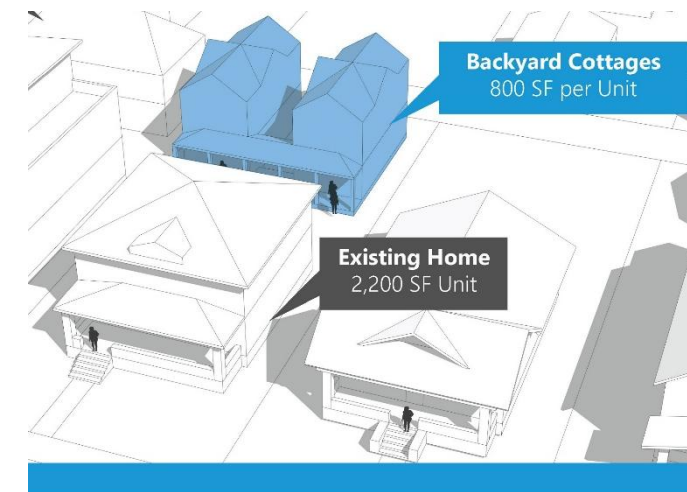 Backyard Cottages
800 SF per Unit
Existing Home
2,200 SF Unit